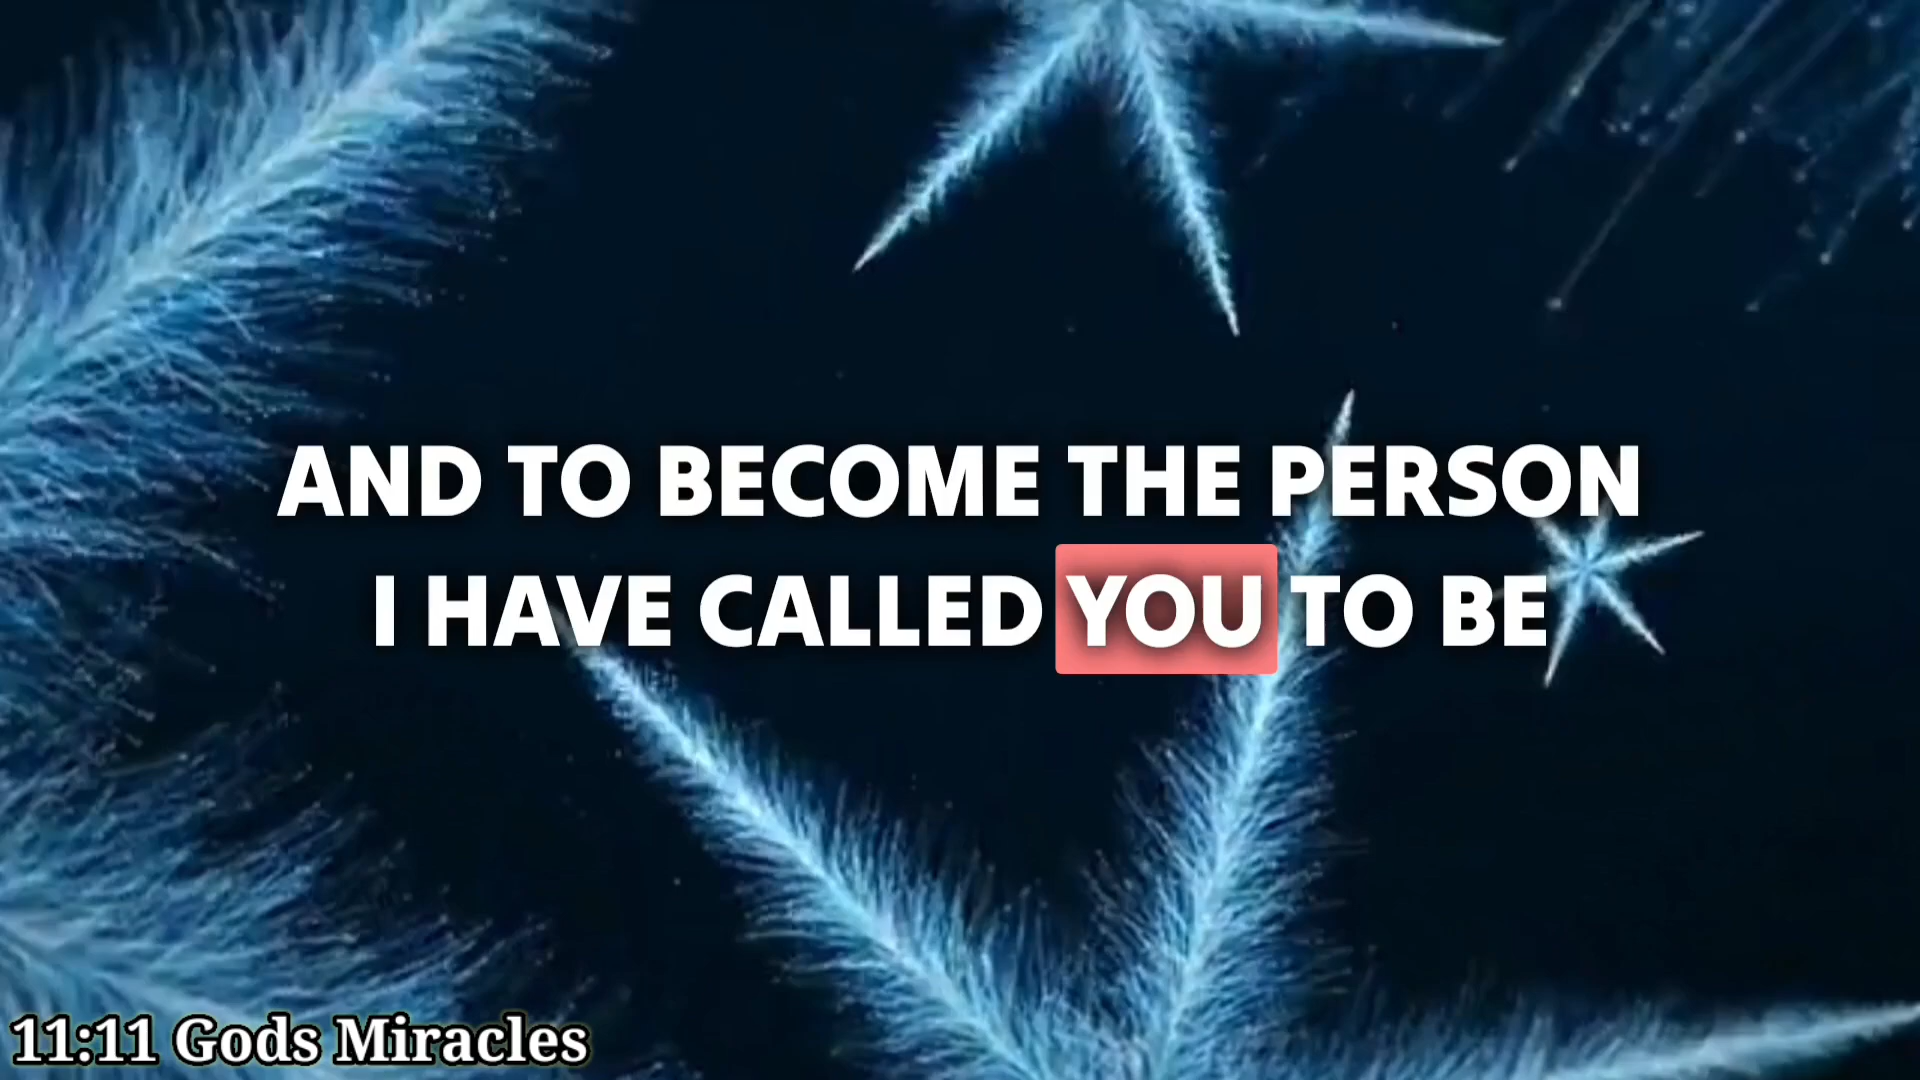 AND TO BECOME THE PERSON
I HAVE CALLED YOU TO BE
11:11 Gods Miracles